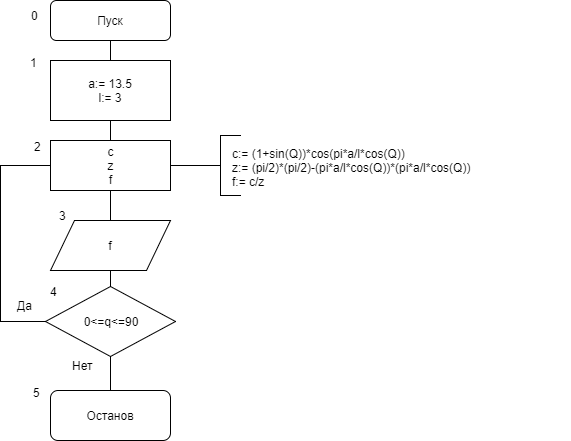 0
Пуск
1
a:= 13.5
l:= 3
2
c
z
f
c:= (1+sin(Q))*cos(pi*a/l*cos(Q))
z:= (pi/2)*(pi/2)-(pi*a/l*cos(Q))*(pi*a/l*cos(Q))
f:= c/z
3
f
4
0<=q<=90
Да
Нет
5
Останов